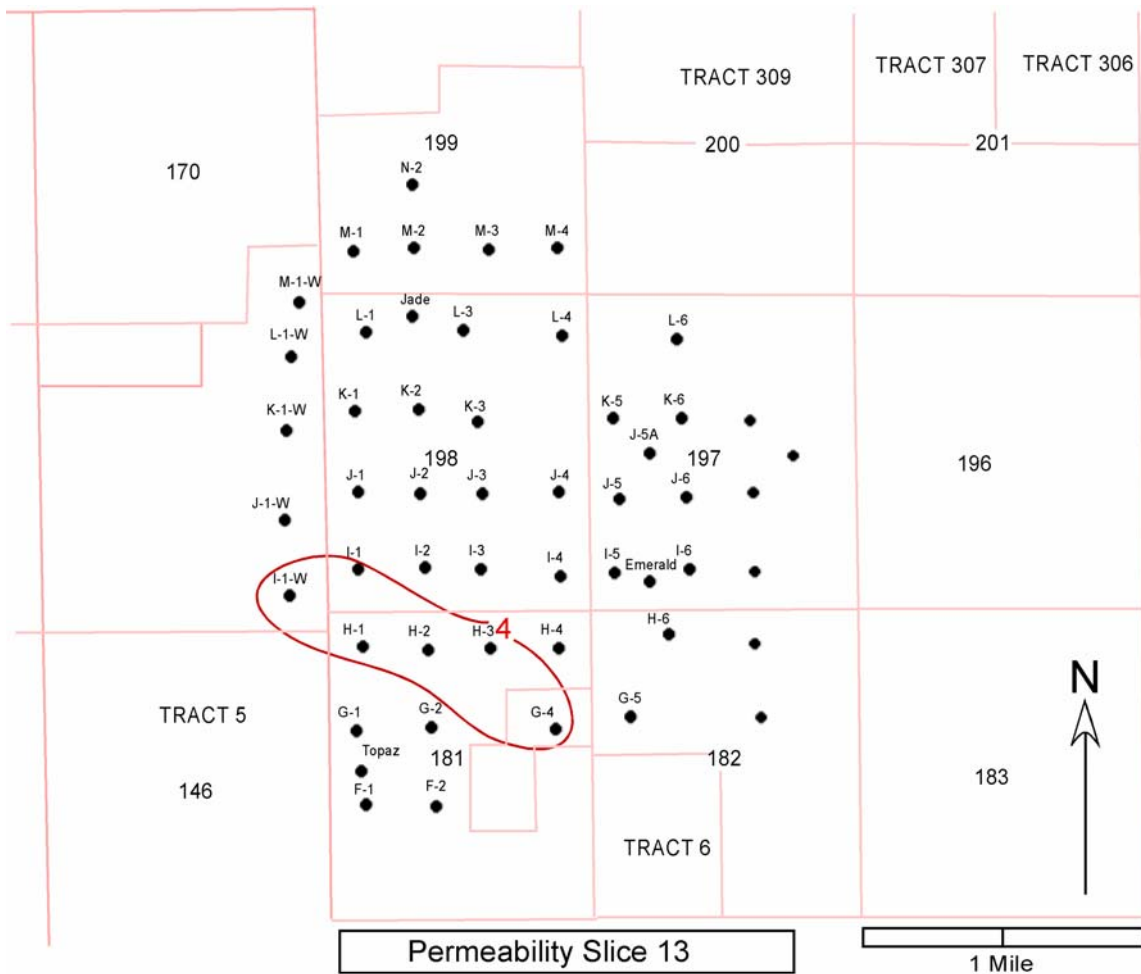 TRACT 309
TRACT 307
TRACT 306
199
200
201
170
N-2
M-1
M-2
M-3
M-4
M-1-W
Jade
L-1
L-3
L-4
L-6
L-1-W
K-1
K-2
K-3
K-5
K-6
K-1-W
J-5A
198
197
196
J-1
J-2
J-3
J-4
J-5
J-6
J-1-W
I-1
I-2
I-3
I-4
I-5
I-6
Emerald
I-1-W
H-1
H-2
H-3
4
H-4
H-6
N
TRACT 5
G-1
G-2
G-4
G-5
Topaz
181
182
183
146
F-1
F-2
TRACT 6
Permeability Slice 13
1 Mile